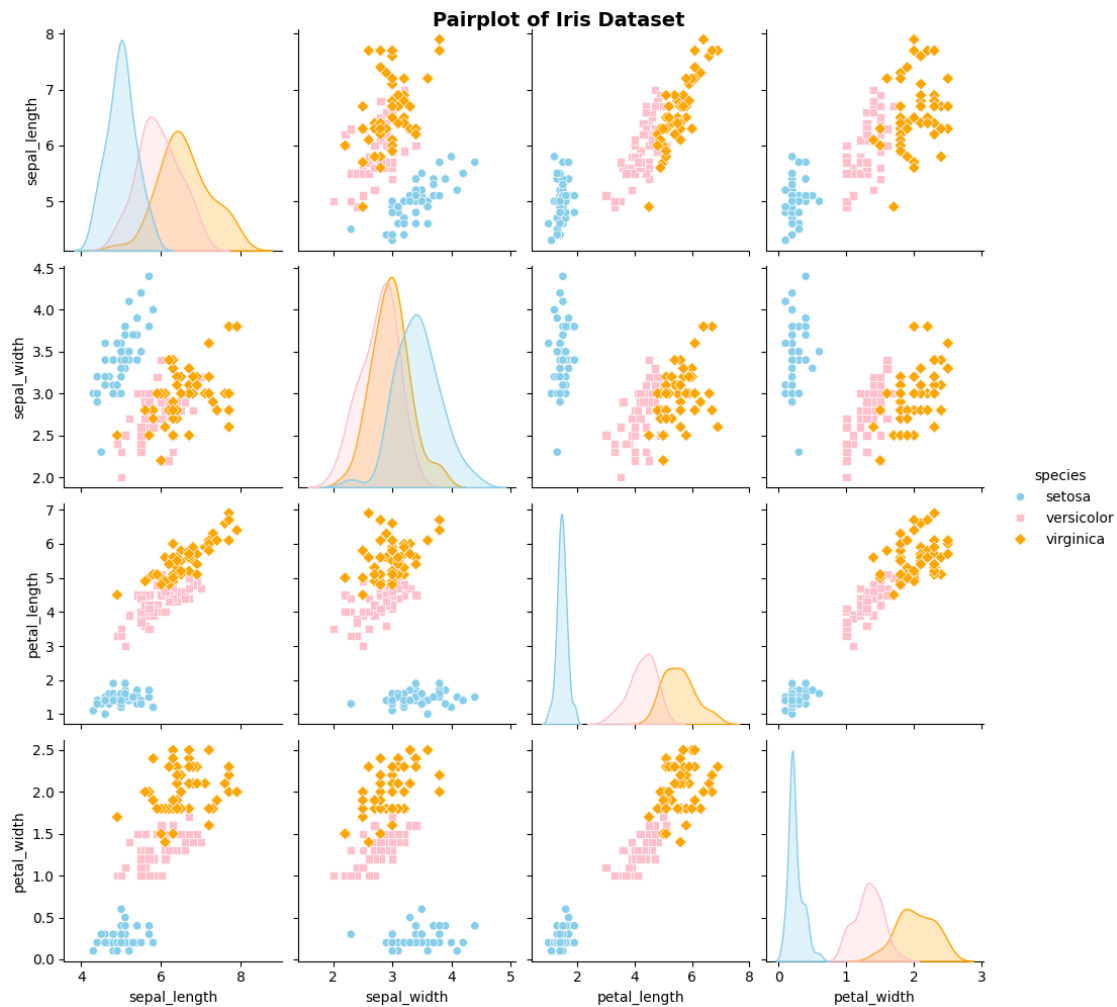 Pairplot of Iris Dataset
8
7
6
5
sepal_length
4.5
4.0
3.5
3.0
2.5
2.0
sepal_width
7
6
5
4
3
2
1
petal_length
2.5
2.0
1.5
1.0
0.5
0.0
petal_width
4 6 8
sepal_length
2 3 4 5
sepal_width
2 4 6 8
petal_length
0 1 2 3
petal_width
species
setosa
versicolor
virginica